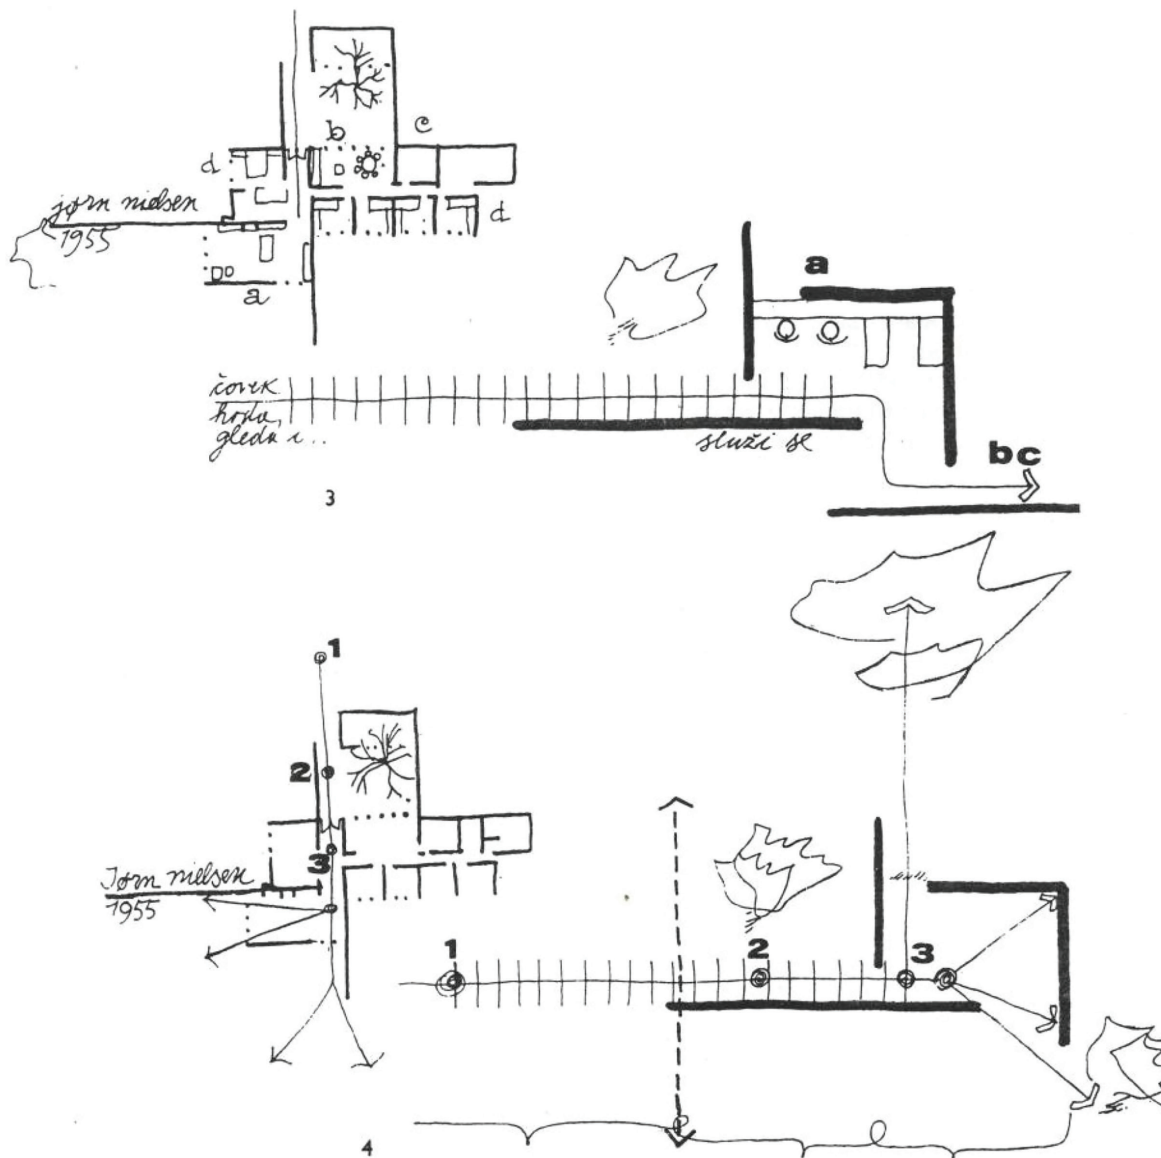 b
c
d
jørn nielsen
1955
d
a
a
čovek
hoda,
gleda i..
služi se
bc
3
1
2
3
Jørn nielsen
1955
1
2
3
4